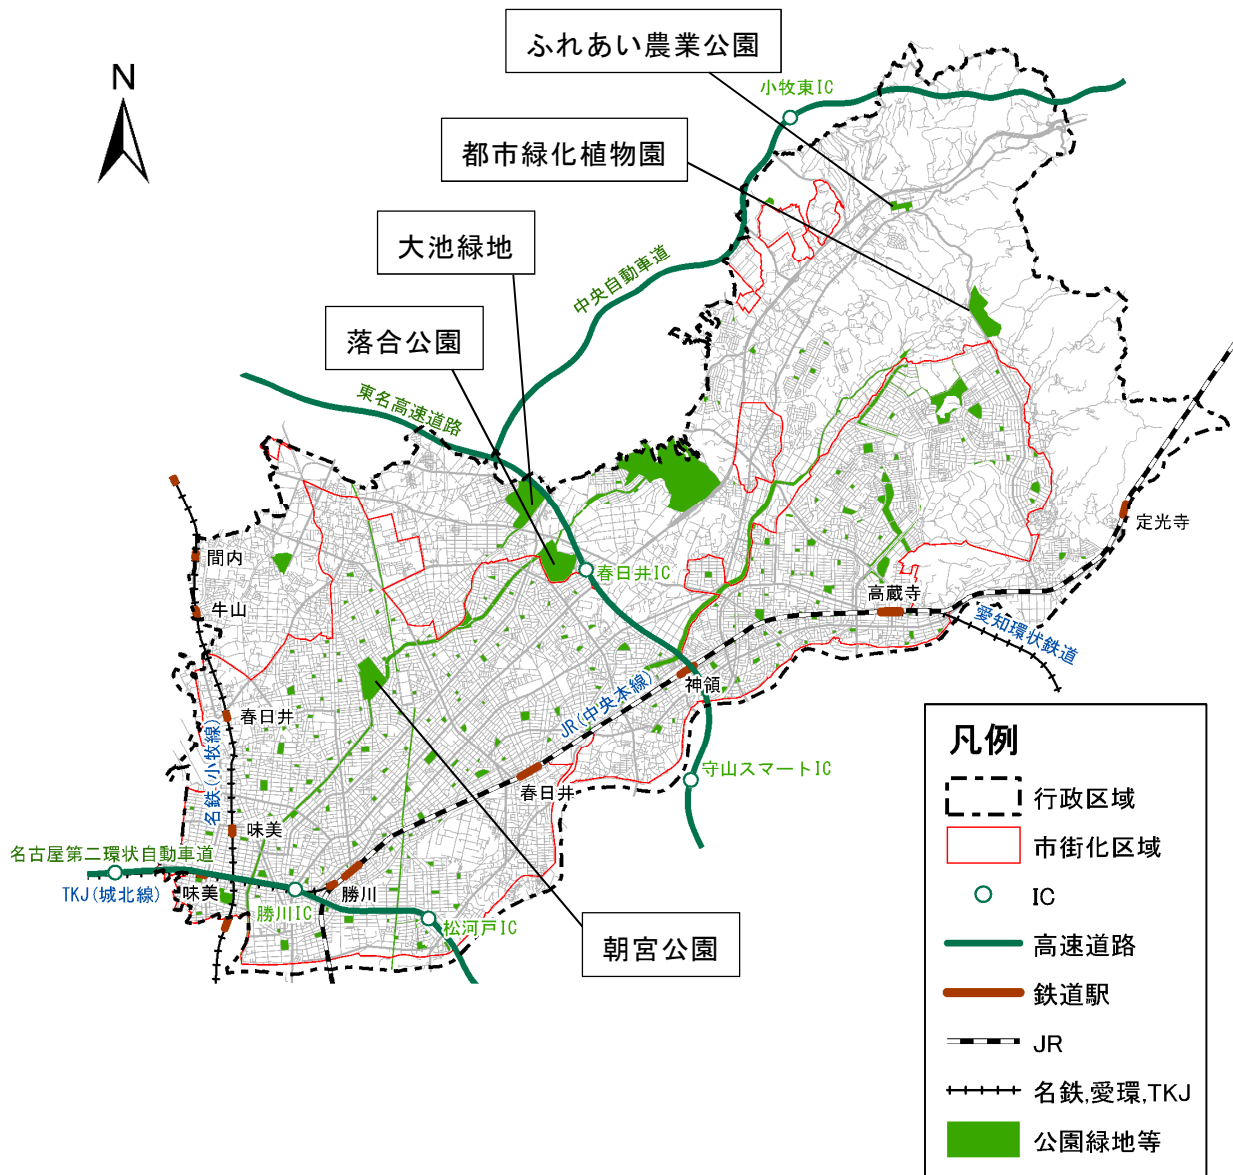 ふれあい農業公園
N
小牧東IC
都市緑化植物園
大池緑地
中央自動車道
落合公園
東名高速道路
定光寺
間内
春日井IC
高蔵寺
牛山
愛知環状鉄道
神領
JR(中央本線)
春日井
名鉄(小牧線)
守山スマートIC
春日井
味美
名古屋第二環状自動車道
TKJ(城北線)
味美
勝川
勝川IC
松河戸IC
朝宮公園
凡例
行政区域
市街化区域
IC
高速道路
鉄道駅
JR
名鉄,愛環,TKJ
公園緑地等